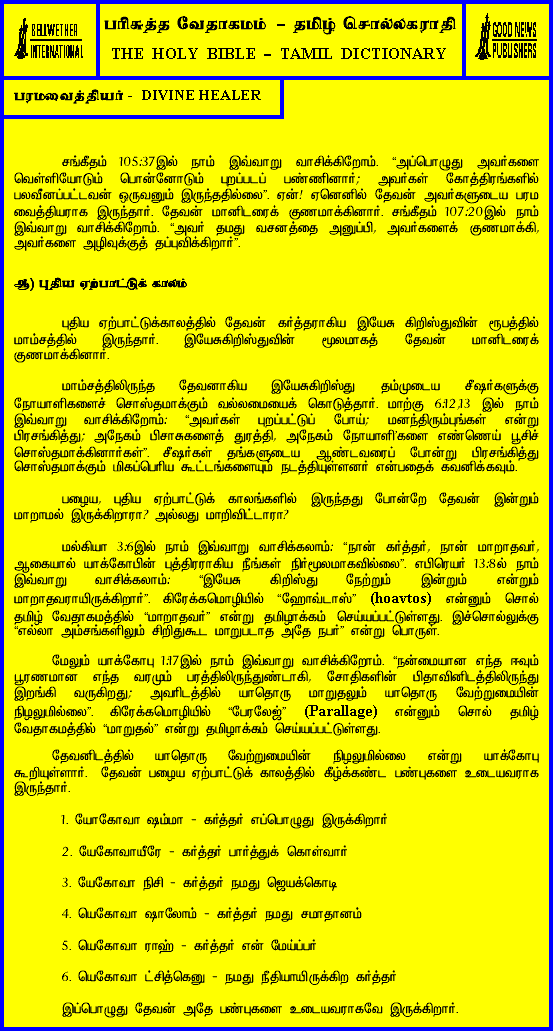 BELLWETHER
INTERNATIONAL
பரிசுத்த வேதாகமம் – தமிழ் சொல்லகராதி
THE HOLY BIBLE – TAMIL DICTIONARY
GOOD NEWS
PUBLISHERS
பரமவைத்தியர் - DIVINE HEALER
சங்கீதம் 105:37இல் நாம் இவ்வாறு வாசிக்கிறோம். “அப்பொழுது அவர்களை
வெள்ளியோடும் பொன்னோடும் புறப்படப் பண்ணினார்; அவர்கள் கோத்திரங்களில்
பலவீனப்பட்டவன் ஒருவனும் இருந்ததில்லை”. ஏன்! ஏனெனில் தேவன் அவர்களுடைய பரம
வைத்தியராக இருந்தார். தேவன் மானிடரைக் குணமாக்கினார். சங்கீதம் 107:20இல் நாம்
இவ்வாறு வாசிக்கிறோம். “அவர் தமது வசனத்தை அனுப்பி, அவர்களைக் குணமாக்கி,
அவர்களை அழிவுக்குத் தப்புவிக்கிறார்”.
ஆ) புதிய ஏற்பாட்டுக் காலம்
புதிய ஏற்பாட்டுக்காலத்தில் தேவன் கர்த்தராகிய இயேசு கிறிஸ்துவின் ரூபத்தில்
மாம்சத்தில் இருந்தார். இயேசுகிறிஸ்துவின் மூலமாகத் தேவன் மானிடரைக்
குணமாக்கினார்.
மாம்சத்திலிருந்த தேவனாகிய இயேசுகிறிஸ்து தம்முடைய சீஷர்களுக்கு
நோயாளிகளைச் சொஸ்தமாக்கும் வல்லமையைக் கொடுத்தார். மாற்கு 6:12,13 இல் நாம்
இவ்வாறு வாசிக்கிறோம்: “அவர்கள் புறப்பட்டுப் போய்; மனந்திரும்புங்கள் என்று
பிரசங்கித்து; அநேகம் பிசாசுகளைத் துரத்தி, அநேகம் நோயாளி'களை எண்ணெய் பூசிச்
சொஸ்தமாக்கினார்கள்”. சீஷர்கள் தங்களுடைய ஆண்டவரைப் போன்று பிரசங்கித்து
சொஸ்தமாக்கும் மிகப்பெரிய கூட்டங்களையும் நடத்தியுள்ளனர் என்பதைக் கவனிக்கவும்.
பழைய, புதிய ஏற்பாட்டுக் காலங்களில் இருந்தது போன்றே தேவன் இன்றும்
மாறாமல் இருக்கிறாரா? அல்லது மாறிவிட்டாரா?
மல்கியா 3:6இல் நாம் இவ்வாறு வாசிக்கலாம்: “நான் கர்த்தர், நான் மாறாதவர்,
ஆகையால் யாக்கோபின் புத்திரராகிய நீங்கள் நிர்மூலமாகவில்லை”. எபிரெயர் 13:8ல் நாம்
இவ்வாறு வாசிக்கலாம்: “இயேசு கிறிஸ்து நேற்றும் இன்றும் என்றும்
மாறாதவராயிருக்கிறார்”. கிரேக்கமொழியில் “ஹோவ்டாஸ்” (hoavtos) என்னும் சொல்
தமிழ் வேதாகமத்தில் “மாறாதவர்” என்று தமிழாக்கம் செய்யப்பட்டுள்ளது. இச்சொல்லுக்கு
“எல்லா அம்சங்களிலும் சிறிதுகூட மாறுபடாத அதே நபர்” என்று பொருள்.
மேலும் யாக்கோபு 1:17இல் நாம் இவ்வாறு வாசிக்கிறோம். “நன்மையான எந்த ஈவும்
பூரணமான எந்த வரமும் பரத்திலிருந்துண்டாகி, சோதிகளின் பிதாவினிடத்திலிருந்து
இறங்கி வருகிறது; அவரிடத்தில் யாதொரு மாறுதலும் யாதொரு வேற்றுமையின்
நிழலுமில்லை”. கிரேக்கமொழியில் “பேரலேஜ்” (Parallage) என்னும் சொல் தமிழ்
வேதாகமத்தில் “மாறுதல்” என்று தமிழாக்கம் செய்யப்பட்டுள்ளது.
தேவனிடத்தில் யாதொரு வேற்றுமையின் நிழலுமில்லை என்று யாக்கோபு
கூறியுள்ளார். தேவன் பழைய ஏற்பாட்டுக் காலத்தில் கீழ்க்கண்ட பண்புகளை உடையவராக
இருந்தார்.
1. யோகோவா ஷம்மா - கர்த்தர் எப்பொழுது இருக்கிறார்
2. யேகோவாயீரே - கர்த்தர் பார்த்துக் கொள்வார்
3. யேகோவா நிசி - கர்த்தர் நமது ஜெயக்கொடி
4. யெகோவா ஷாலோம் - கர்த்தர் நமது சமாதானம்
5. யெகோவா ராஹ் - கர்த்தர் என் மேய்ப்பர்
6. யெகோவா ட்சித்கெனு - நமது நீதியாயிருக்கிற கர்த்தர்
இப்பொழுது தேவன் அதே பண்புகளை உடையவராகவே இருக்கிறார்.